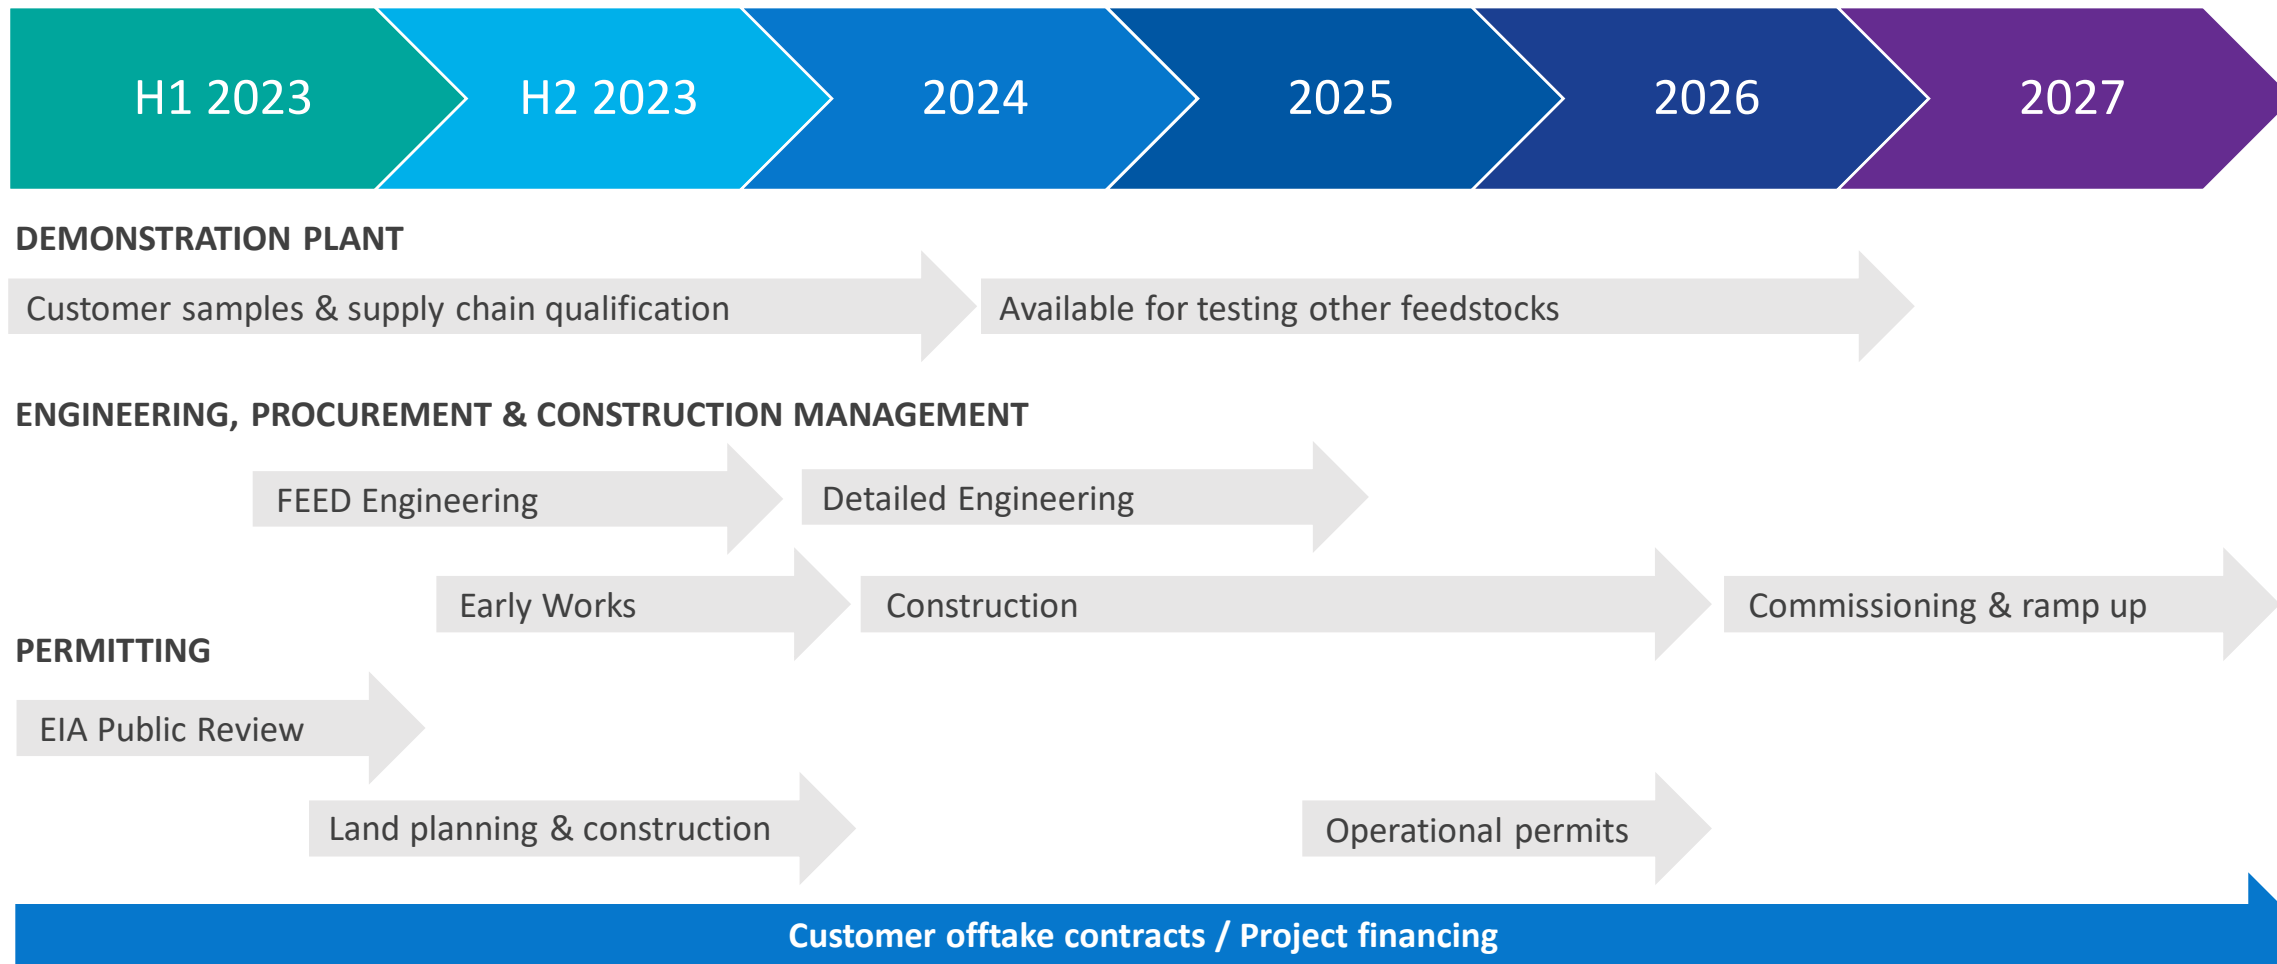 H1 2023
H2 2023
2024
2025
2026
2027
DEMONSTRATION PLANT
Customer samples & supply chain qualification
Available for testing other feedstocks
ENGINEERING, PROCUREMENT & CONSTRUCTION MANAGEMENT
FEED Engineering
Detailed Engineering
Early Works
Construction
Commissioning & ramp up
PERMITTING
EIA Public Review
Land planning & construction
Operational permits
Customer offtake contracts / Project financing